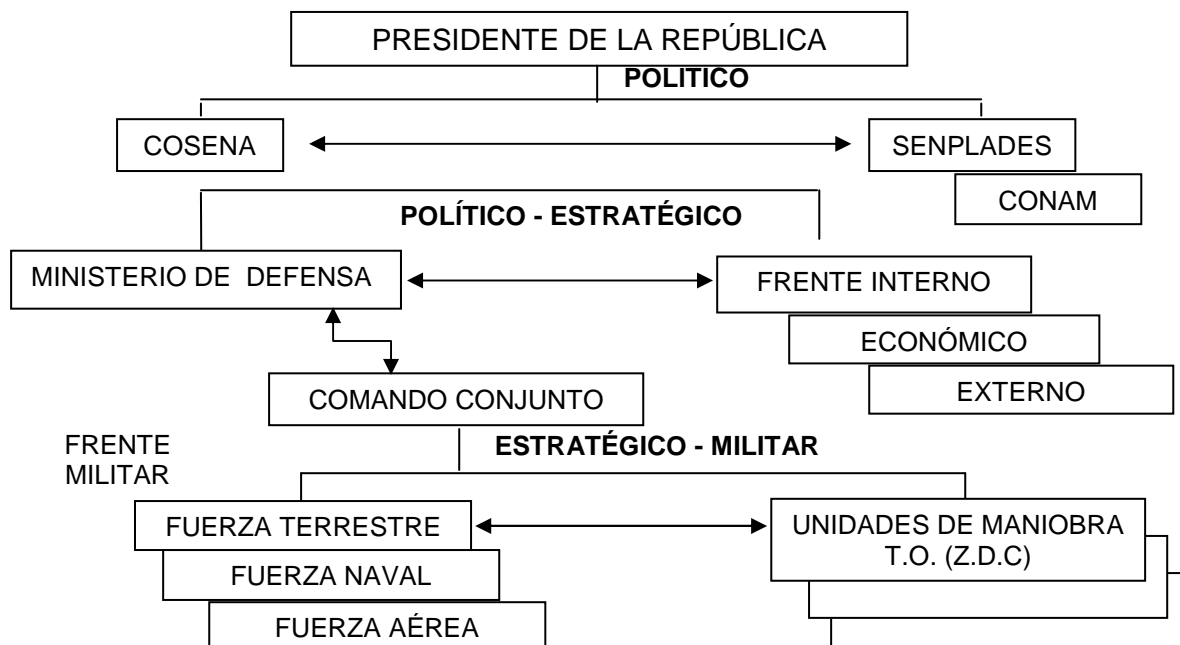 PRESIDENTE DE LA REPÚBLICA
POLITICO
COSENA
SENPLADES
CONAM
POLÍTICO - ESTRATÉGICO
MINISTERIO DE DEFENSA
FRENTE INTERNO
ECONÓMICO
EXTERNO
COMANDO CONJUNTO
FRENTE
MILITAR
ESTRATÉGICO - MILITAR
FUERZA TERRESTRE
UNIDADES DE MANIOBRA
T.O. (Z.D.C)
FUERZA NAVAL
FUERZA AÉREA